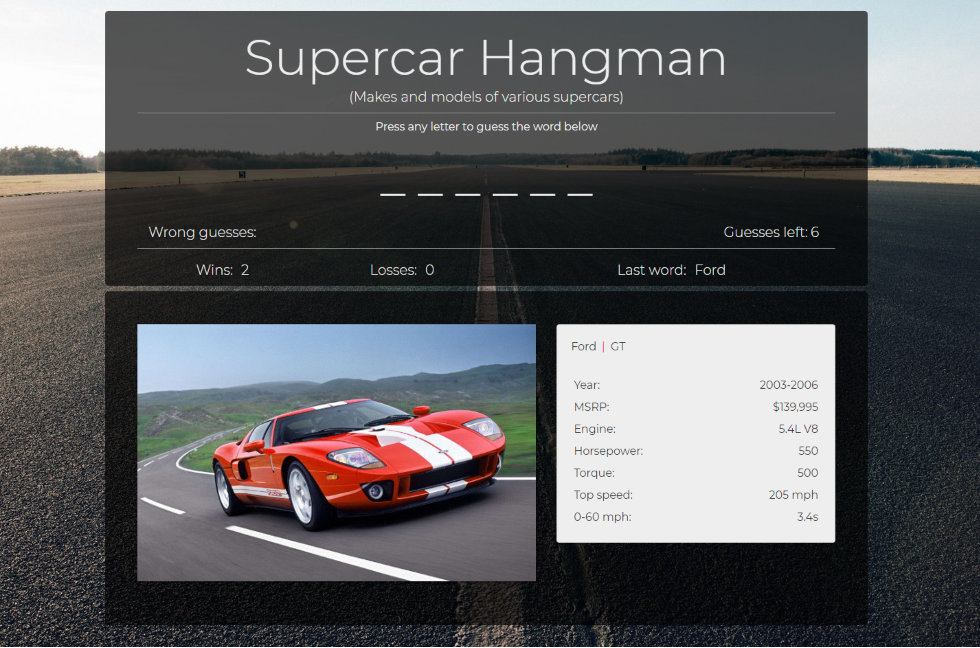 Supercar Hangman
(Makes and models of various supercars)
Press any letter to guess the word below
_ _ _ _ _ _
Wrong guesses: Guesses left: 6
Wins: 2 Losses: 0 Last word: Ford
Ford | GT
Year: 2003-2006
MSRP: $139,995
Engine: 5.4L V8
Horsepower: 550
Torque: 500
Top speed: 205 mph
0-60 mph: 3.4s